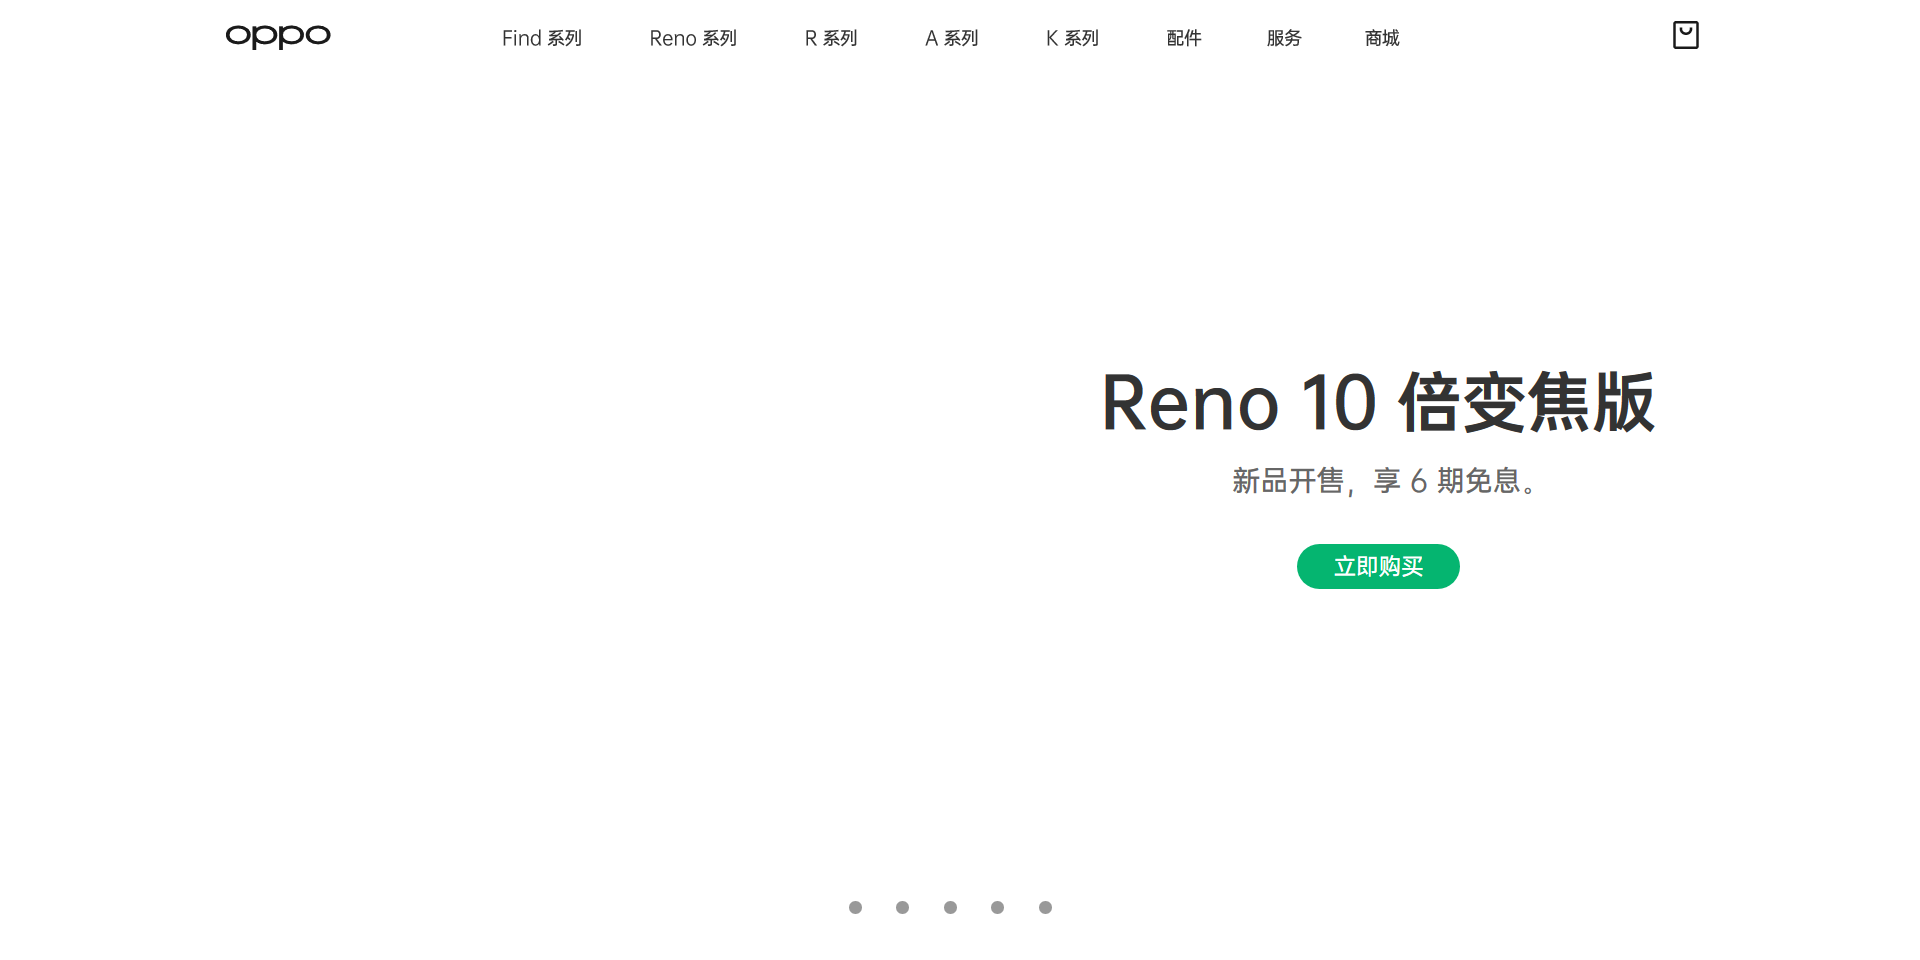 oppo
Find 系列 Reno 系列 R 系列 A 系列 K 系列 配件 服务 商城
Reno 10 倍变焦版
新品开售，享 6 期免息。
立即购买